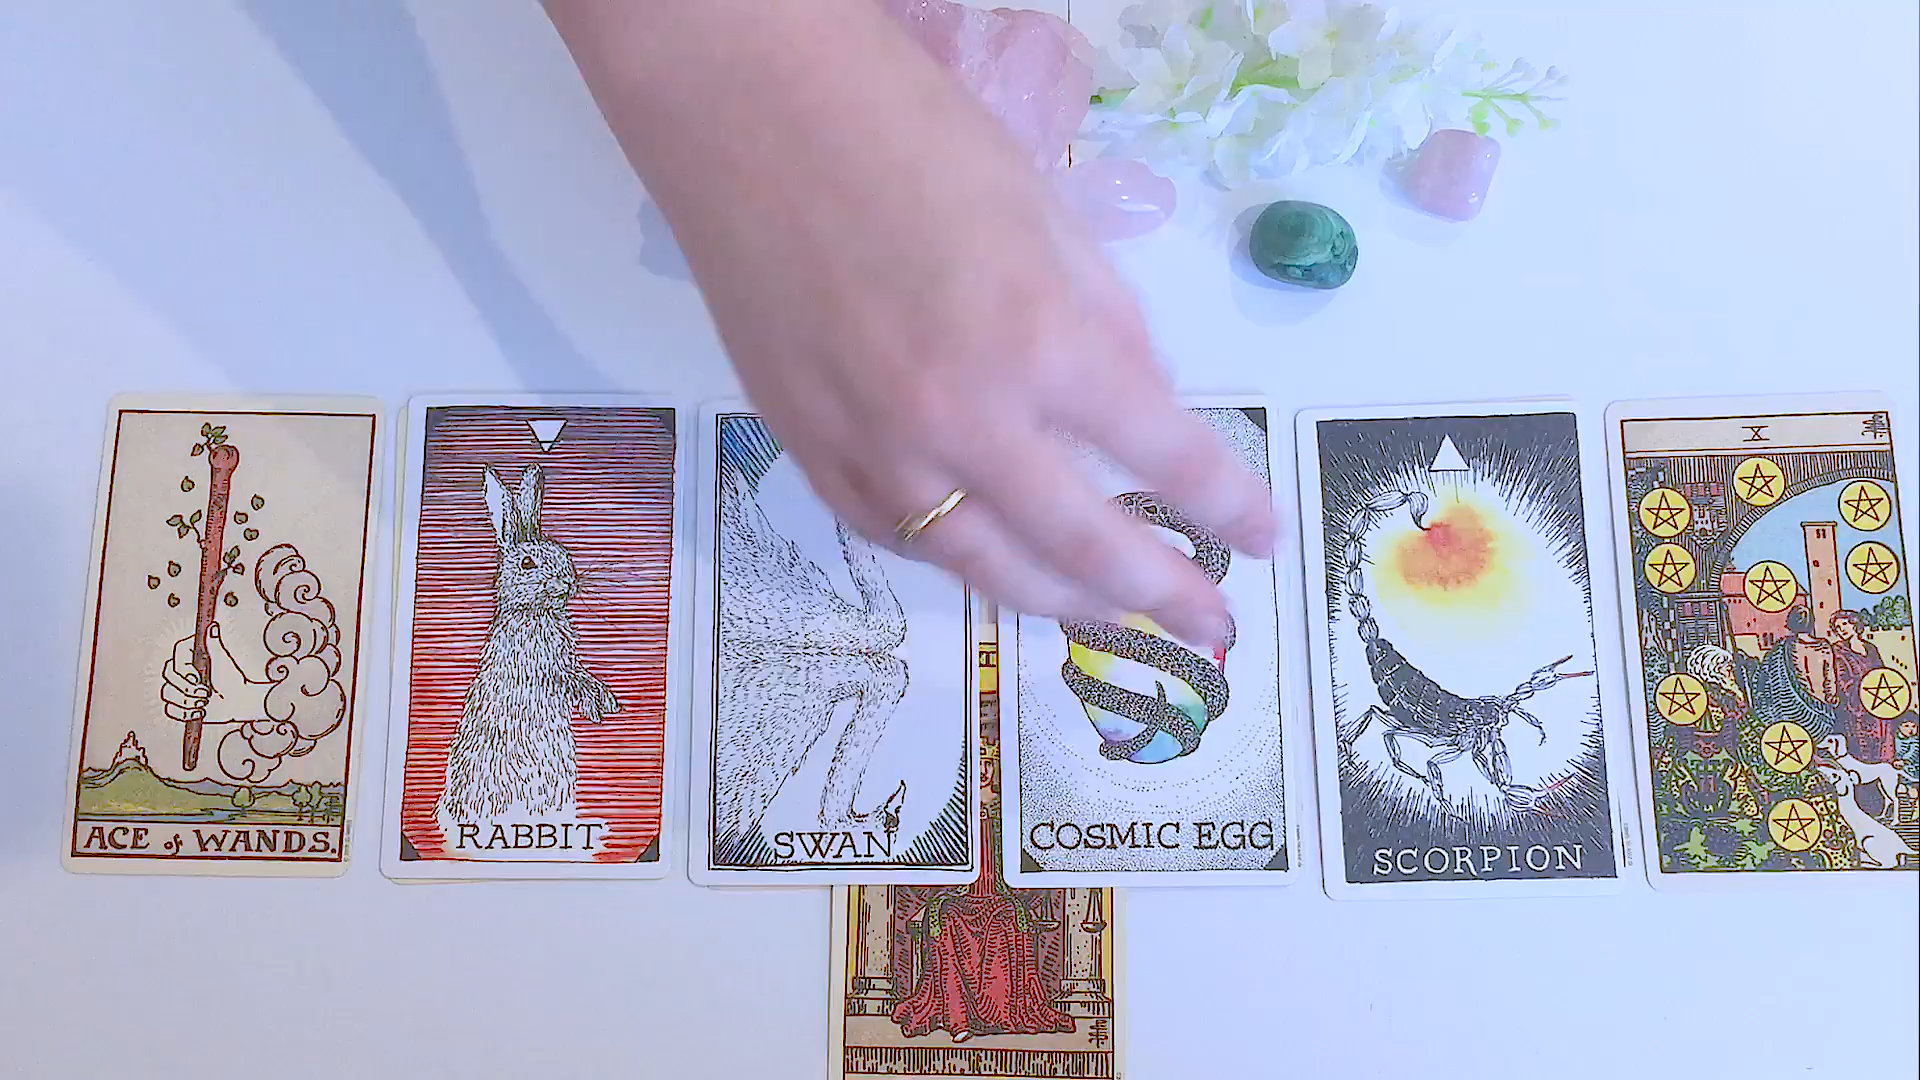 ACE of WANDS.
RABBIT
SWAN
COSMIC EGG
SCORPION
X